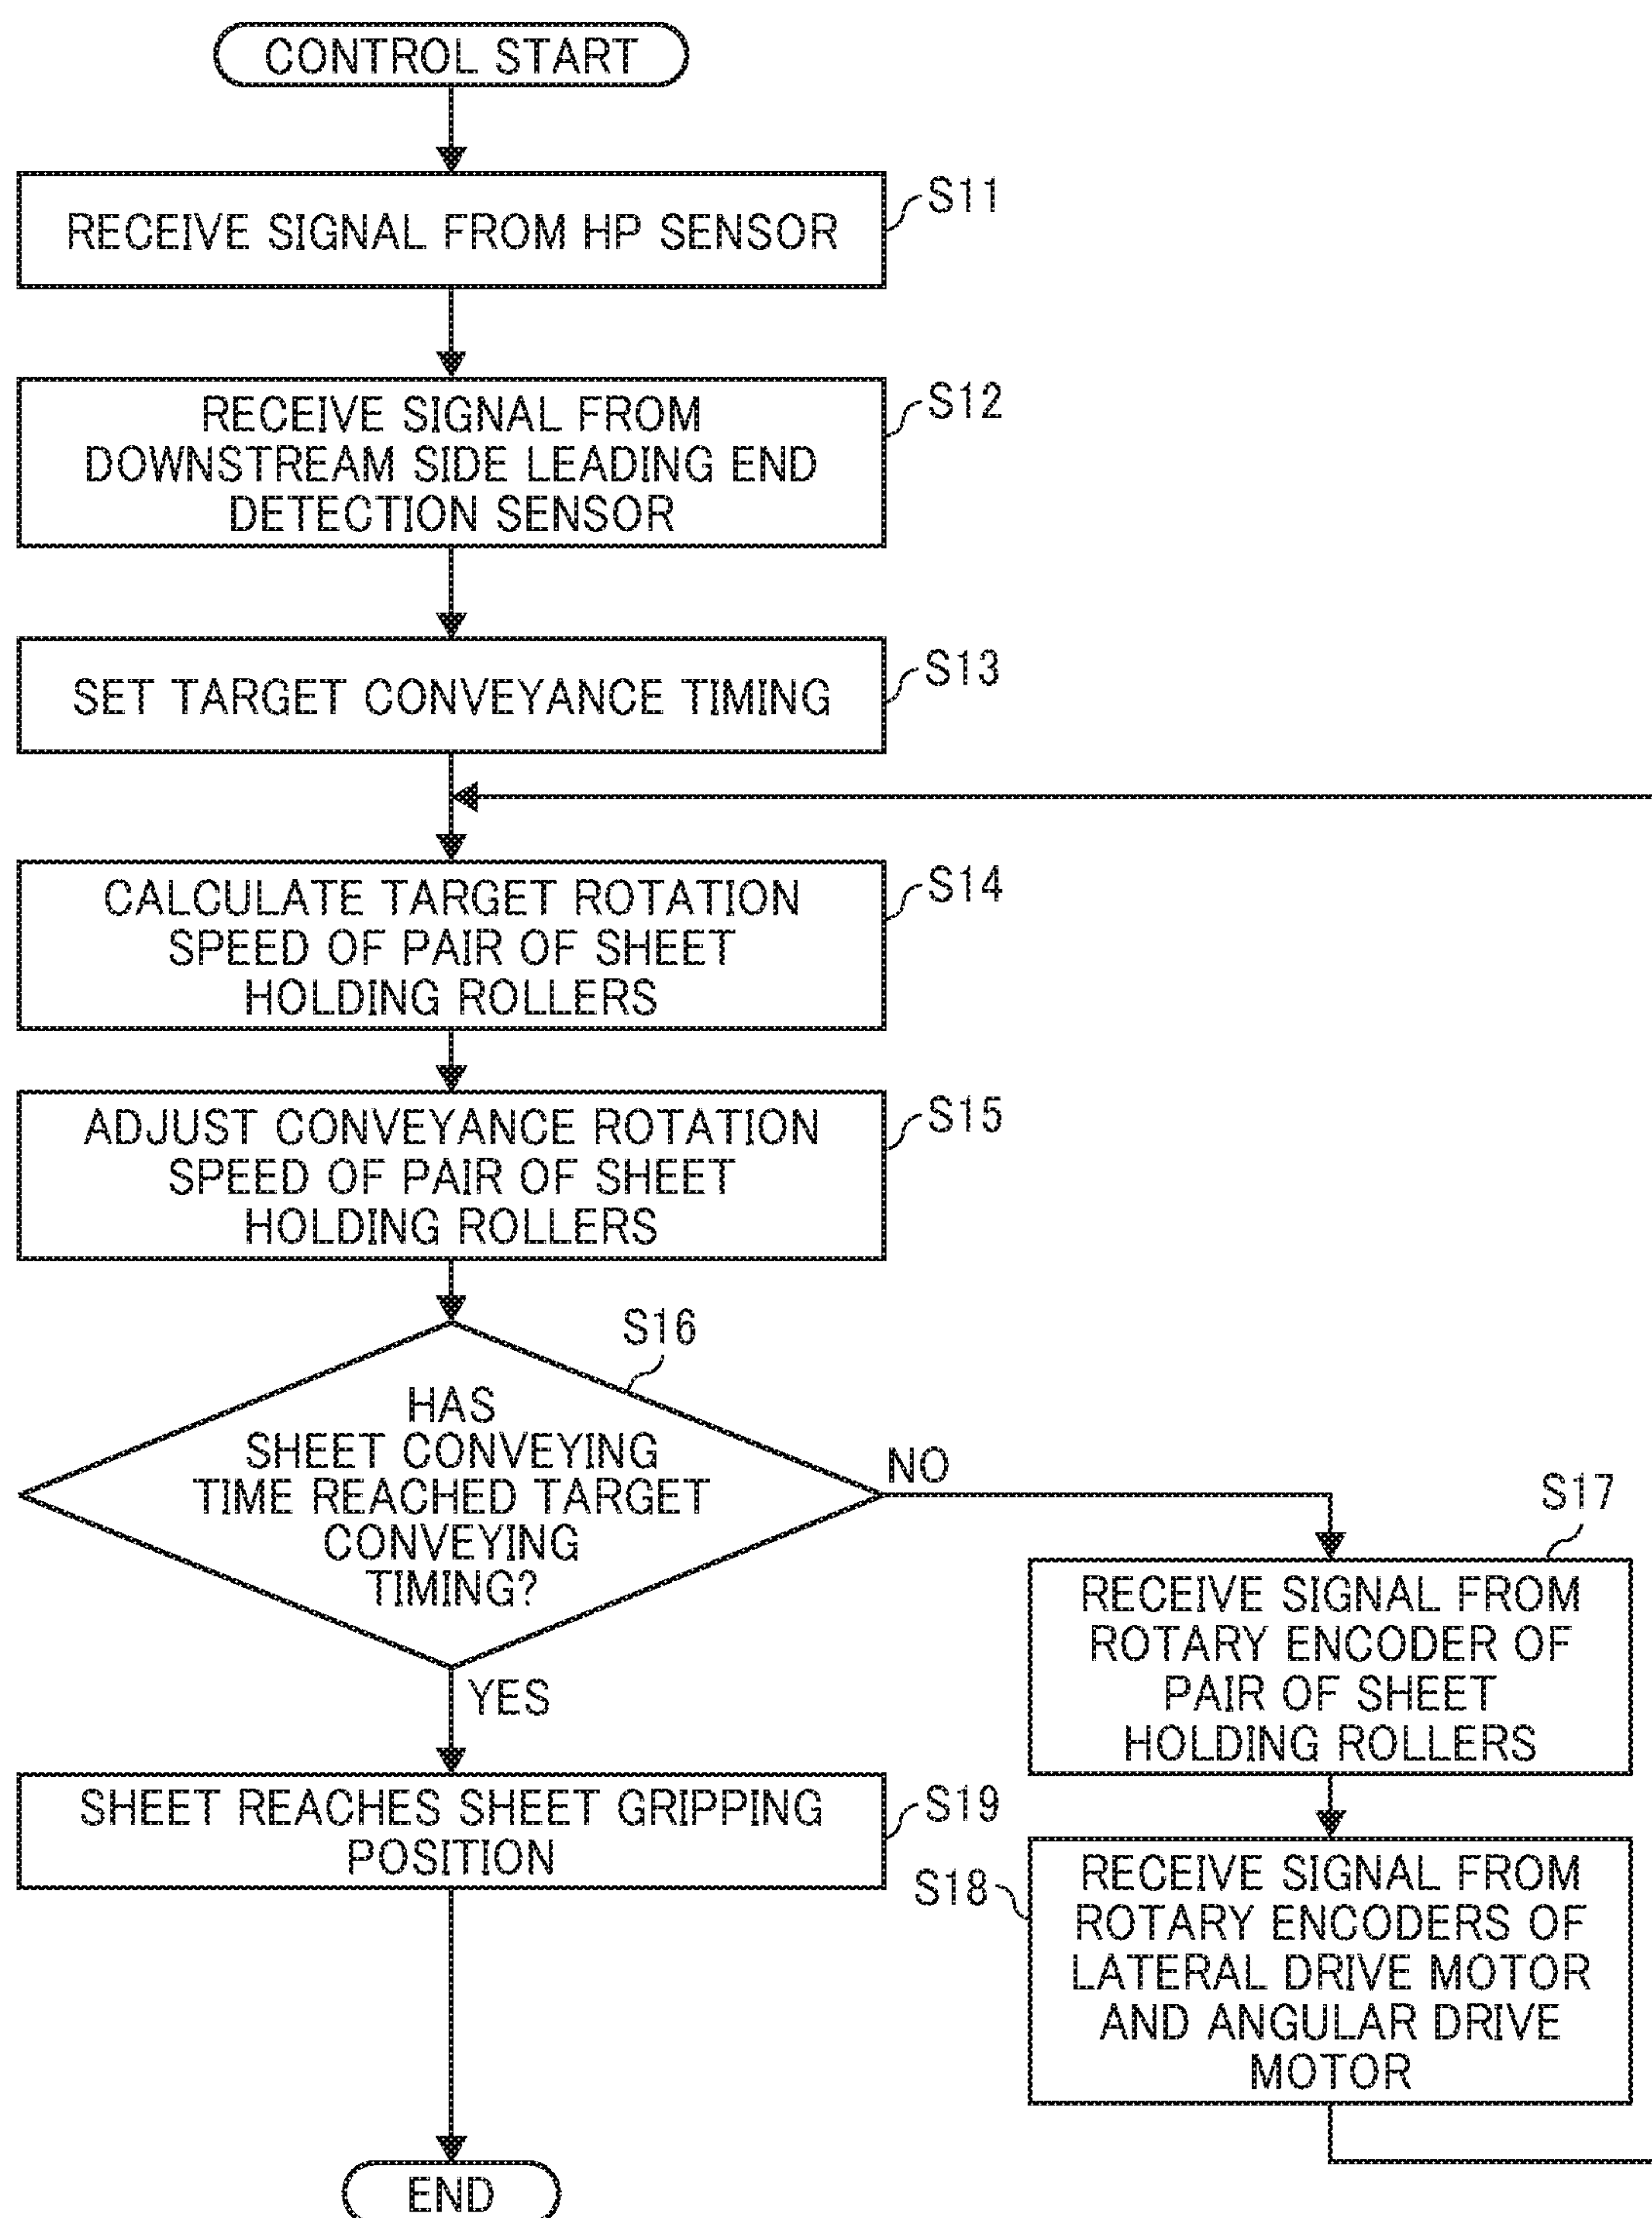 CONTROL START
S11
RECEIVE SIGNAL FROM HP SENSOR
S12
RECEIVE SIGNAL FROM
DOWNSTREAM SIDE LEADING END
DETECTION SENSOR
S13
SET TARGET CONVEYANCE TIMING
S14
CALCULATE TARGET ROTATION
SPEED OF PAIR OF SHEET
HOLDING ROLLERS
S15
ADJUST CONVEYANCE ROTATION
SPEED OF PAIR OF SHEET
HOLDING ROLLERS
S16
HAS
SHEET CONVEYING
TIME REACHED TARGET
CONVEYING
TIMING?
NO
YES
S17
RECEIVE SIGNAL FROM
ROTARY ENCODER OF
PAIR OF SHEET
HOLDING ROLLERS
S18
RECEIVE SIGNAL FROM
ROTARY ENCODERS OF
LATERAL DRIVE MOTOR
AND ANGULAR DRIVE
MOTOR
S19
SHEET REACHES SHEET GRIPPING
POSITION
END